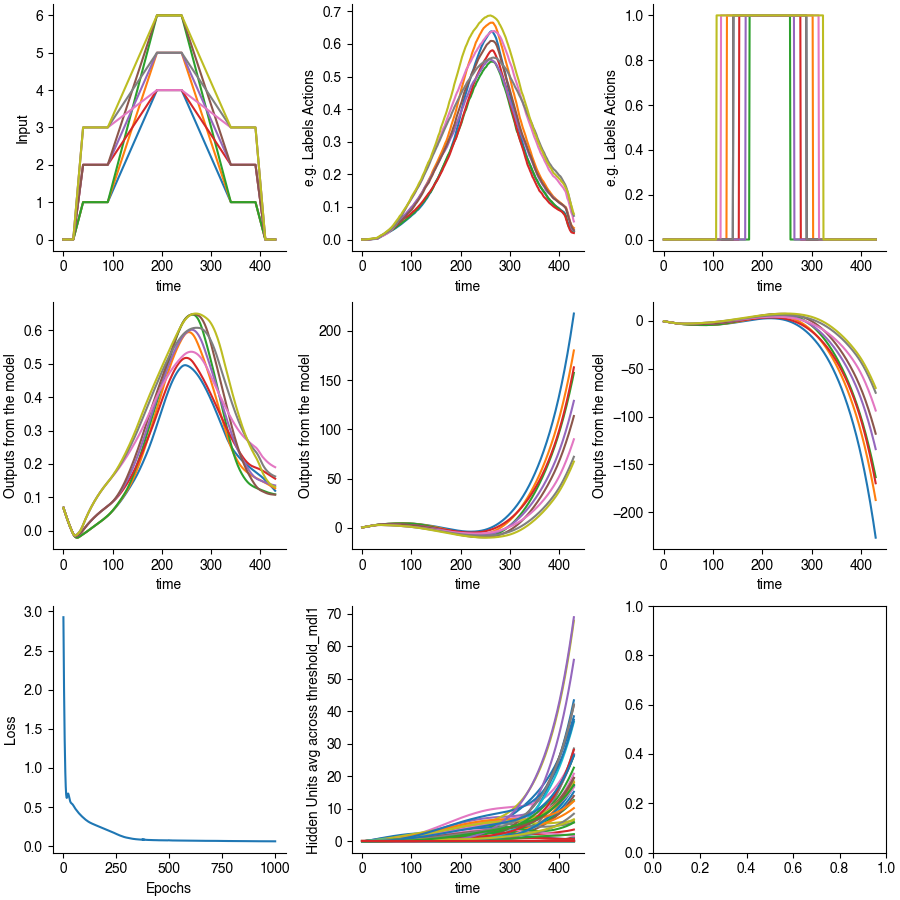 Input
6
5
4
3
2
1
0
0 100 200 300 400
time
e.g. Labels Actions
0.7
0.6
0.5
0.4
0.3
0.2
0.1
0.0
0 100 200 300 400
time
e.g. Labels Actions
1.0
0.8
0.6
0.4
0.2
0.0
0 100 200 300 400
time
Outputs from the model
0.6
0.5
0.4
0.3
0.2
0.1
0.0
0 100 200 300 400
time
Outputs from the model
200
150
100
50
0
0 100 200 300 400
time
Outputs from the model
0
−50
−100
−150
−200
0 100 200 300 400
time
Loss
3.0
2.5
2.0
1.5
1.0
0.5
0.0
0 250 500 750 1000
Epochs
Hidden Units avg across threshold_mdl1
70
60
50
40
30
20
10
0
0 100 200 300 400
time
1.0
0.8
0.6
0.4
0.2
0.0
0.0 0.2 0.4 0.6 0.8 1.0